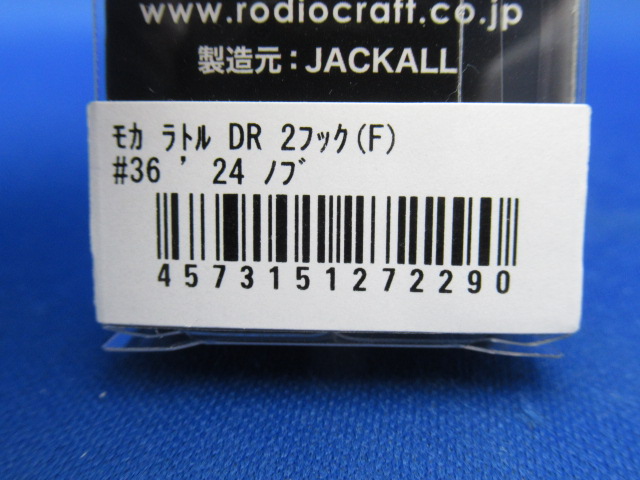 www.rodiocraft.co.jp
製造元：JACKALL
ﾓｶ ﾗﾄﾙ DR 2ﾌｯｸ(F)
#36 ' 24 ﾉﾌﾞ
4573151272290